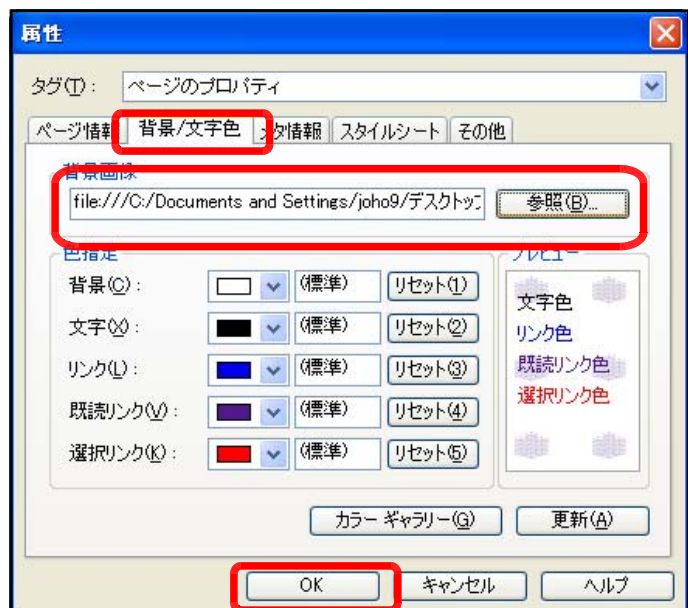 属性
タグ(T): ページのプロパティ
ページ情報 背景/文字色 メタ情報 スタイルシート その他
背景画像
file:///C:/Documents and Settings/joho9/デスクトップ 参照(B)...
色指定 プレビュー
背景(C): (標準) リセット(1)
文字(X): (標準) リセット(2)
リンク(L): (標準) リセット(3)
既読リンク(V): (標準) リセット(4)
選択リンク(K): (標準) リセット(5)
文字色
リンク色
既読リンク色
選択リンク色
カラー ギャラリー(G) 更新(A)
OK キャンセル ヘルプ